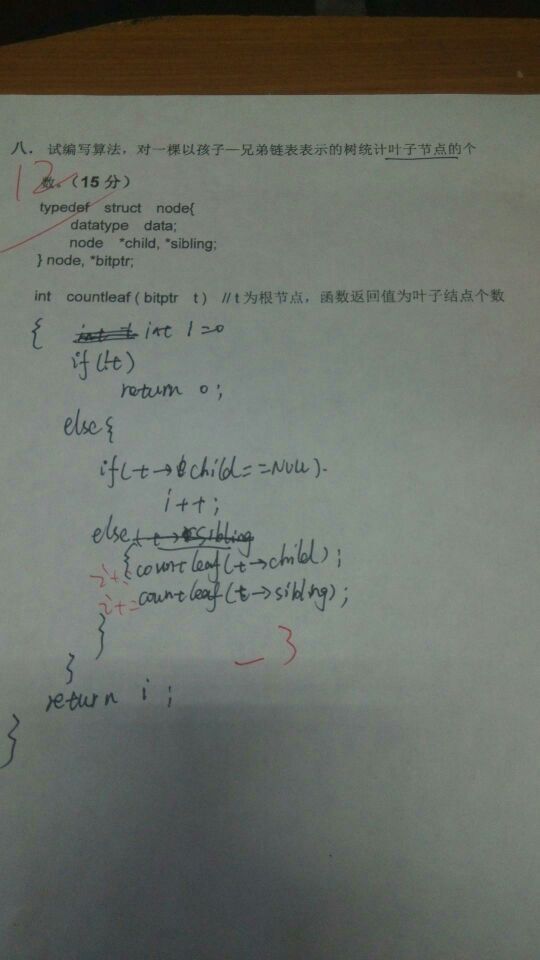 八．试编写算法，对一棵以孩子—兄弟链表表示的树统计叶子节点的个
数。（15 分）
12
typedef struct node{
datatype data;
node *child, *sibling;
} node, *bitptr;
int countleaf ( bitptr t ) // t 为根节点，函数返回值为叶子结点个数
{ int i=0
if(!t)
return 0;
else{
if(t→child==NULL)
i++;
else
i+= {countleaf(t→child);
i+= countleaf(t→sibling);
}
-3
}
return i;
}